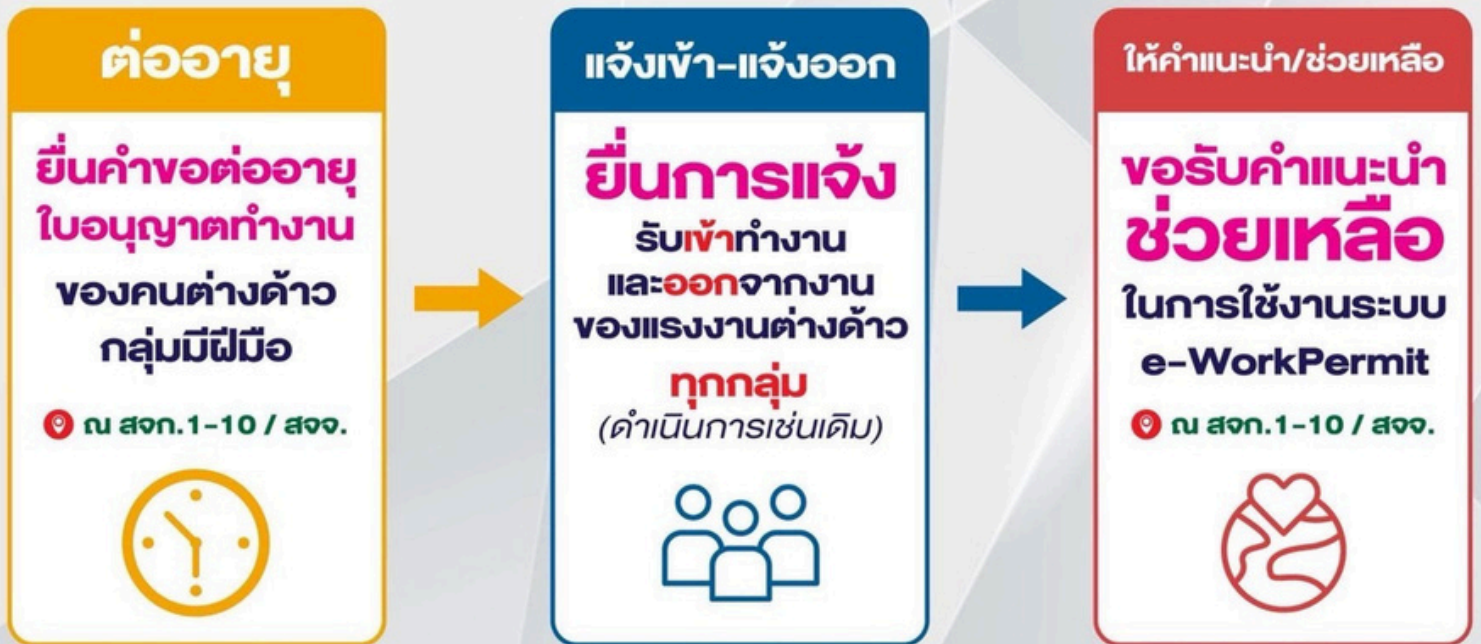 ต่ออายุ
ยื่นคำขอต่ออายุ
ใบอนุญาตทำงาน
ของคนต่างด้าว
กลุ่มมีฝีมือ
ณ สจก.1-10 / สจจ.
แจ้งเข้า-แจ้งออก
ยื่นการแจ้ง
รับเข้าทำงาน
และออกจากงาน
ของแรงงานต่างด้าว
ทุกกลุ่ม
(ดำเนินการเช่นเดิม)
ให้คำแนะนำ/ช่วยเหลือ
ขอรับคำแนะนำ
ช่วยเหลือ
ในการใช้งานระบบ
e-WorkPermit
ณ สจก.1-10 / สจจ.